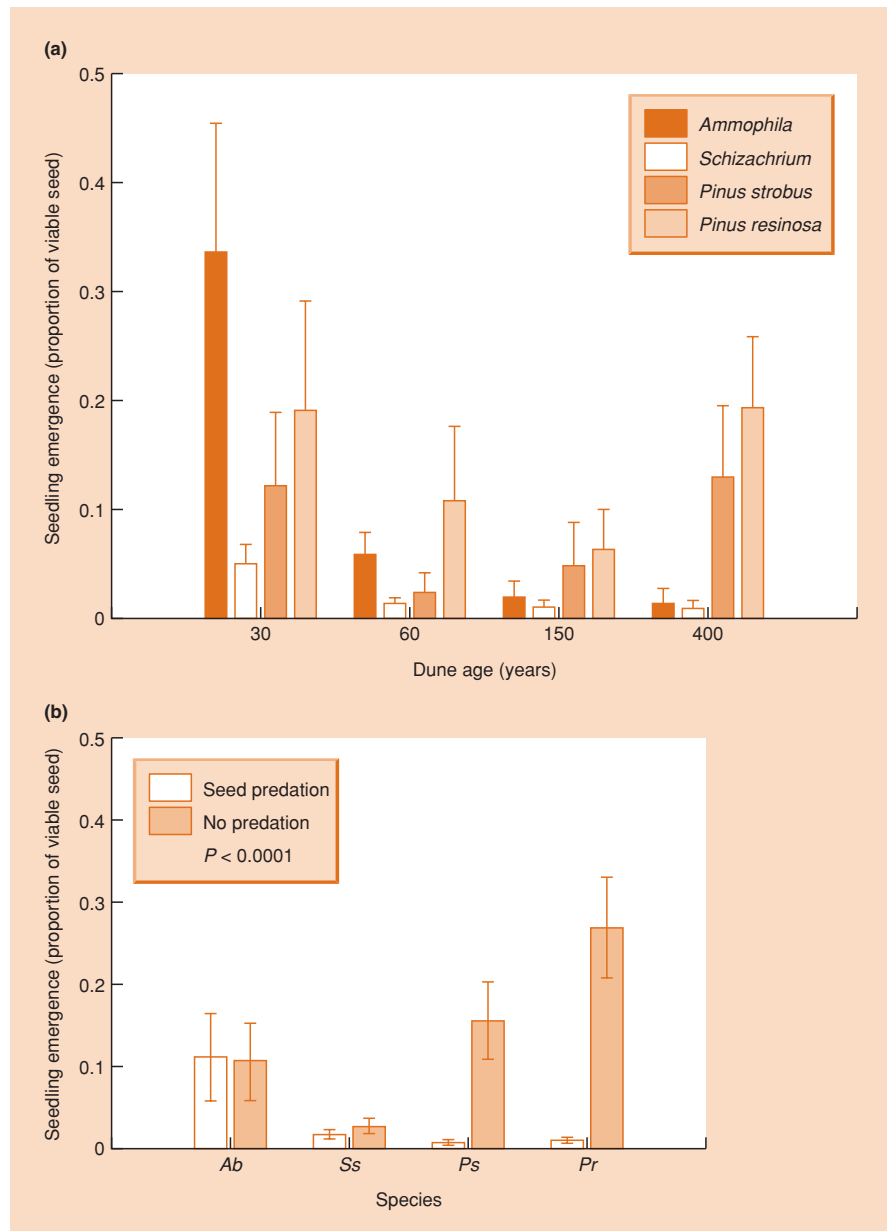 (a)
Seedling emergence (proportion of viable seed)
0.5
0.4
0.3
0.2
0.1
0
Ammophila
Schizachrium
Pinus strobus
Pinus resinosa
30
60
150
400
Dune age (years)
(b)
Seedling emergence (proportion of viable seed)
0.5
0.4
0.3
0.2
0.1
0
Seed predation
No predation
P < 0.0001
Ab
Ss
Ps
Pr
Species